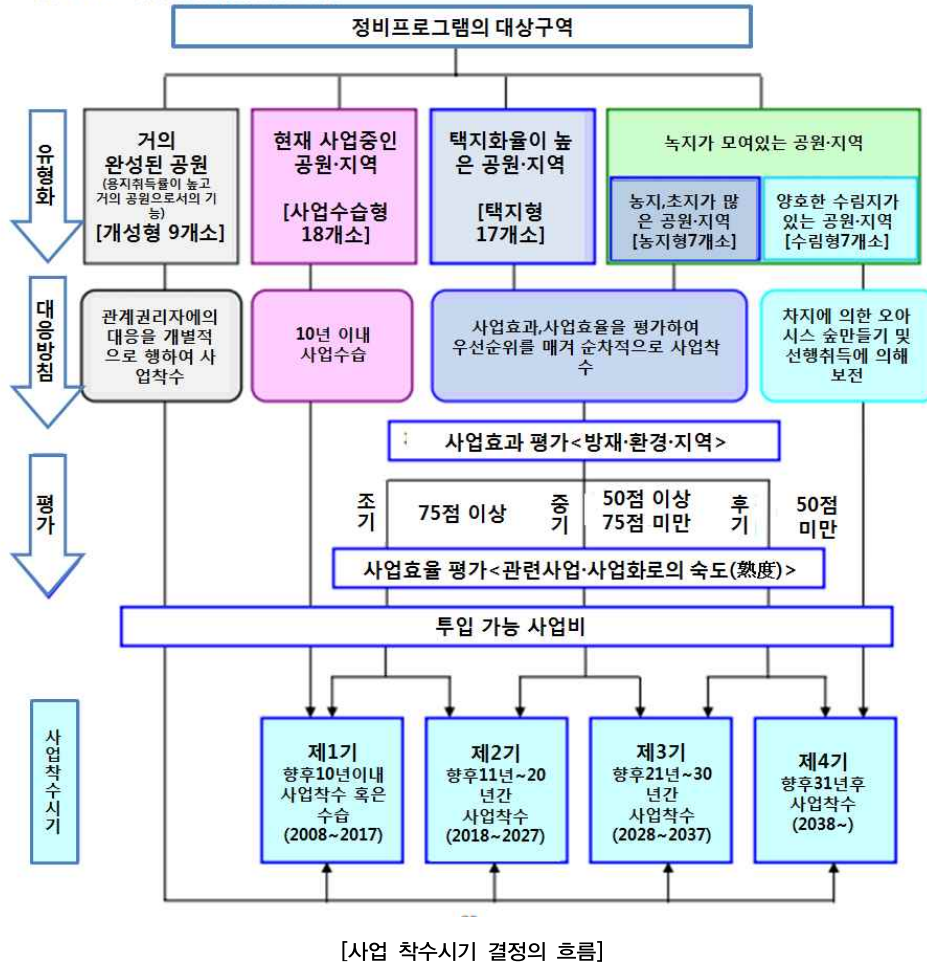 정비프로그램의 대상구역
유형화
거의
완성된 공원
(용지취득률이 높고
거의 공원으로서의 기
능)
[개성형 9개소]
현재 사업중인
공원·지역
[사업수습형
18개소]
택지화율이 높
은 공원·지역
[택지형
17개소]
녹지가 모여있는 공원·지역
농지,초지가 많
은 공원·지역
[농지형7개소]
양호한 수림지가
있는 공원·지역
[수림형7개소]
대응방침
관계권리자에의
대응을 개별적
으로 행하여 사
업착수
10년 이내
사업수습
사업효과,사업효율을 평가하여
우선순위를 매겨 순차적으로 사업착
수
차지에 의한 오아
시스 숲만들기 및
선행취득에 의해
보전
평가
사업효과 평가<방재·환경·지역>
조기
75점 이상
중기
50점 이상
75점 미만
후기
50점
미만
사업효율 평가<관련사업·사업화로의 숙도(熟度)>
투입 가능 사업비
사업착수시기
제1기
향후10년이내
사업착수 혹은
수습
(2008~2017)
제2기
향후11년~20
년간
사업착수
(2018~2027)
제3기
향후21년~30
년간
사업착수
(2028~2037)
제4기
향후31년후
사업착수
(2038~)
[사업 착수시기 결정의 흐름]